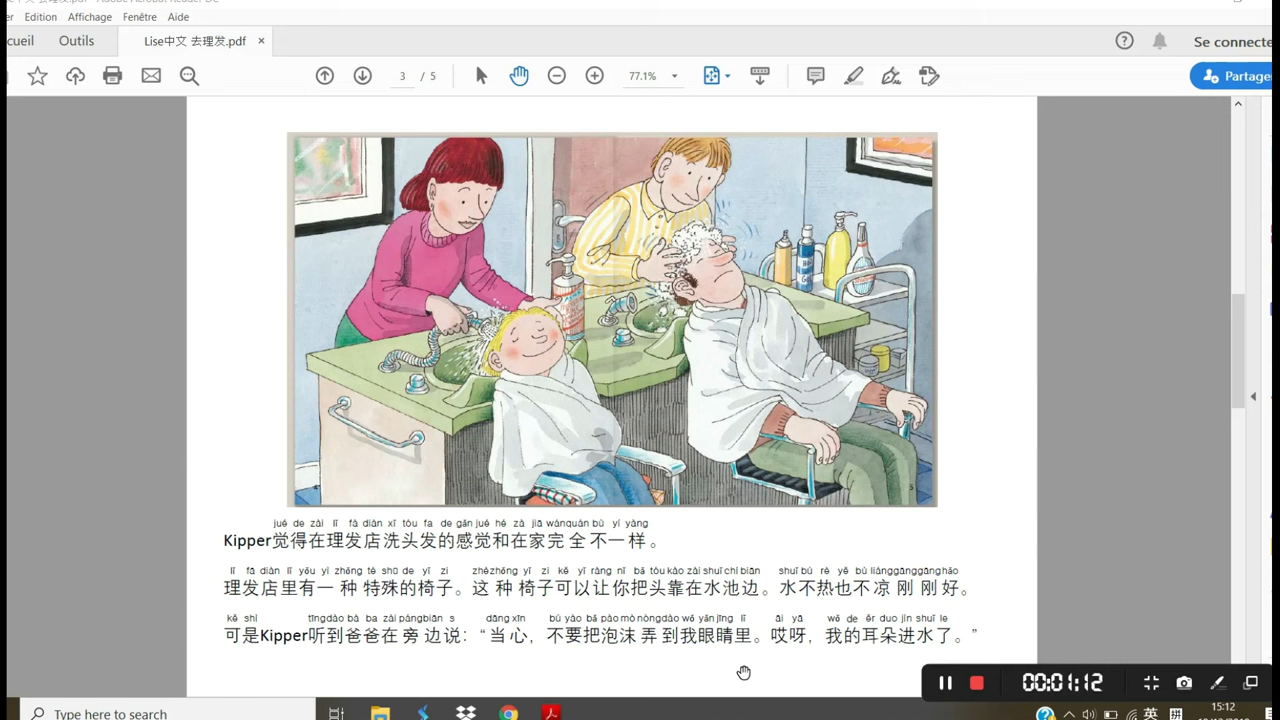 Edition Affichage Fenêtre Aide
cueil Outils Lise中文 去理发.pdf × Se connecte
3 / 5 77.1% Partage
jué de zài lǐ fà diàn xǐ tóu fa de gǎn jué hé zà jiā wánquán bù yí yàng
Kipper觉得在理发店洗头发的感觉和在家完全不一样。
lǐ fà diàn lǐ yǒu yì zhǒng tè shū de yǐ zi zhèzhǒng yǐ zi kě yǐ ràng nǐ bǎ tóu kào zài shuǐ chí biān shuǐ bú rè yě bù liánggānggānghǎo
理发店里有一种特殊的椅子。这种椅子可以让你把头靠在水池边。水不热也不凉刚刚好。
kě shì tīngdào bà ba zài pángbiān s dāng xīn bú yào bǎ pào mò nòngdào wǒ yǎn jīng lǐ āi yā wǒ de ěr duo jìn shuǐ le
可是Kipper听到爸爸在旁边说：“当心，不要把泡沫弄到我眼睛里。哎呀，我的耳朵进水了。”
00:01:12
Type here to search 英 拼 15:12